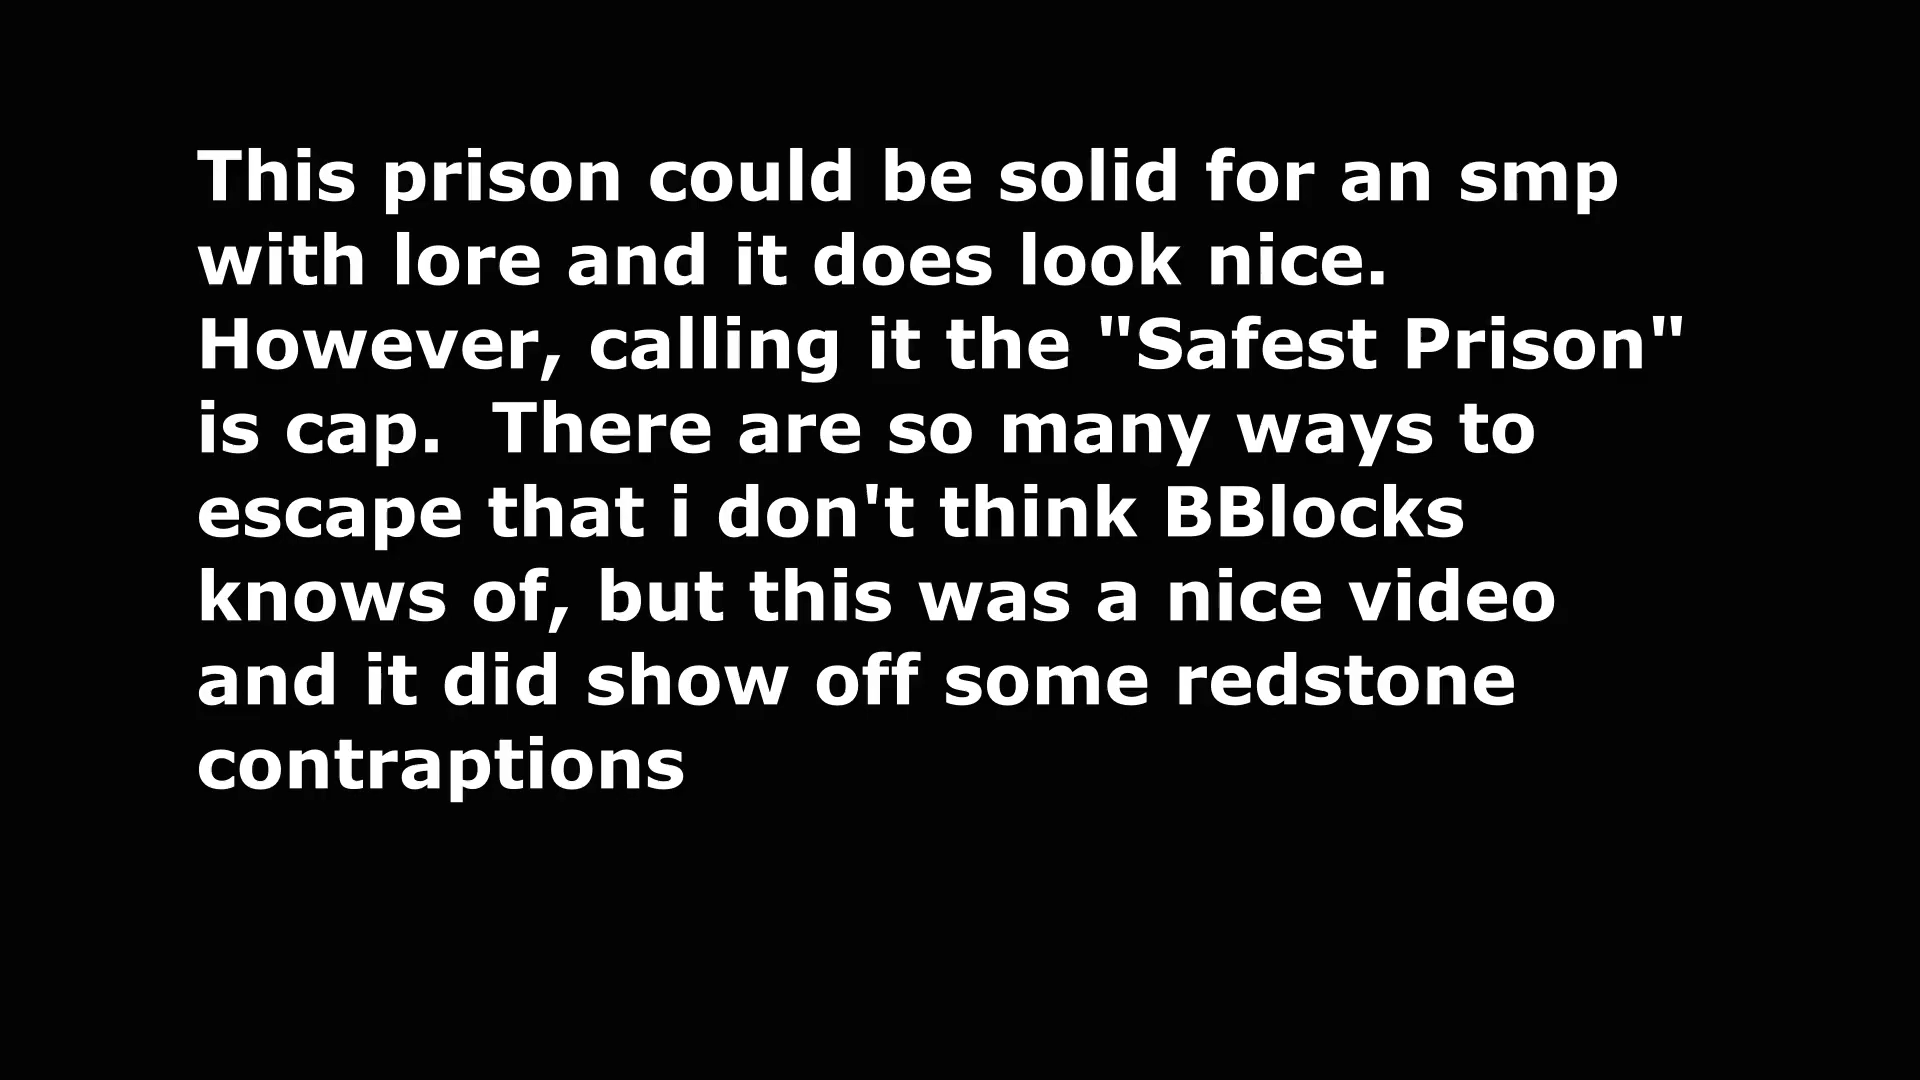 This prison could be solid for an smp
with lore and it does look nice.
However, calling it the "Safest Prison"
is cap.  There are so many ways to
escape that i don't think BBlocks
knows of, but this was a nice video
and it did show off some redstone
contraptions